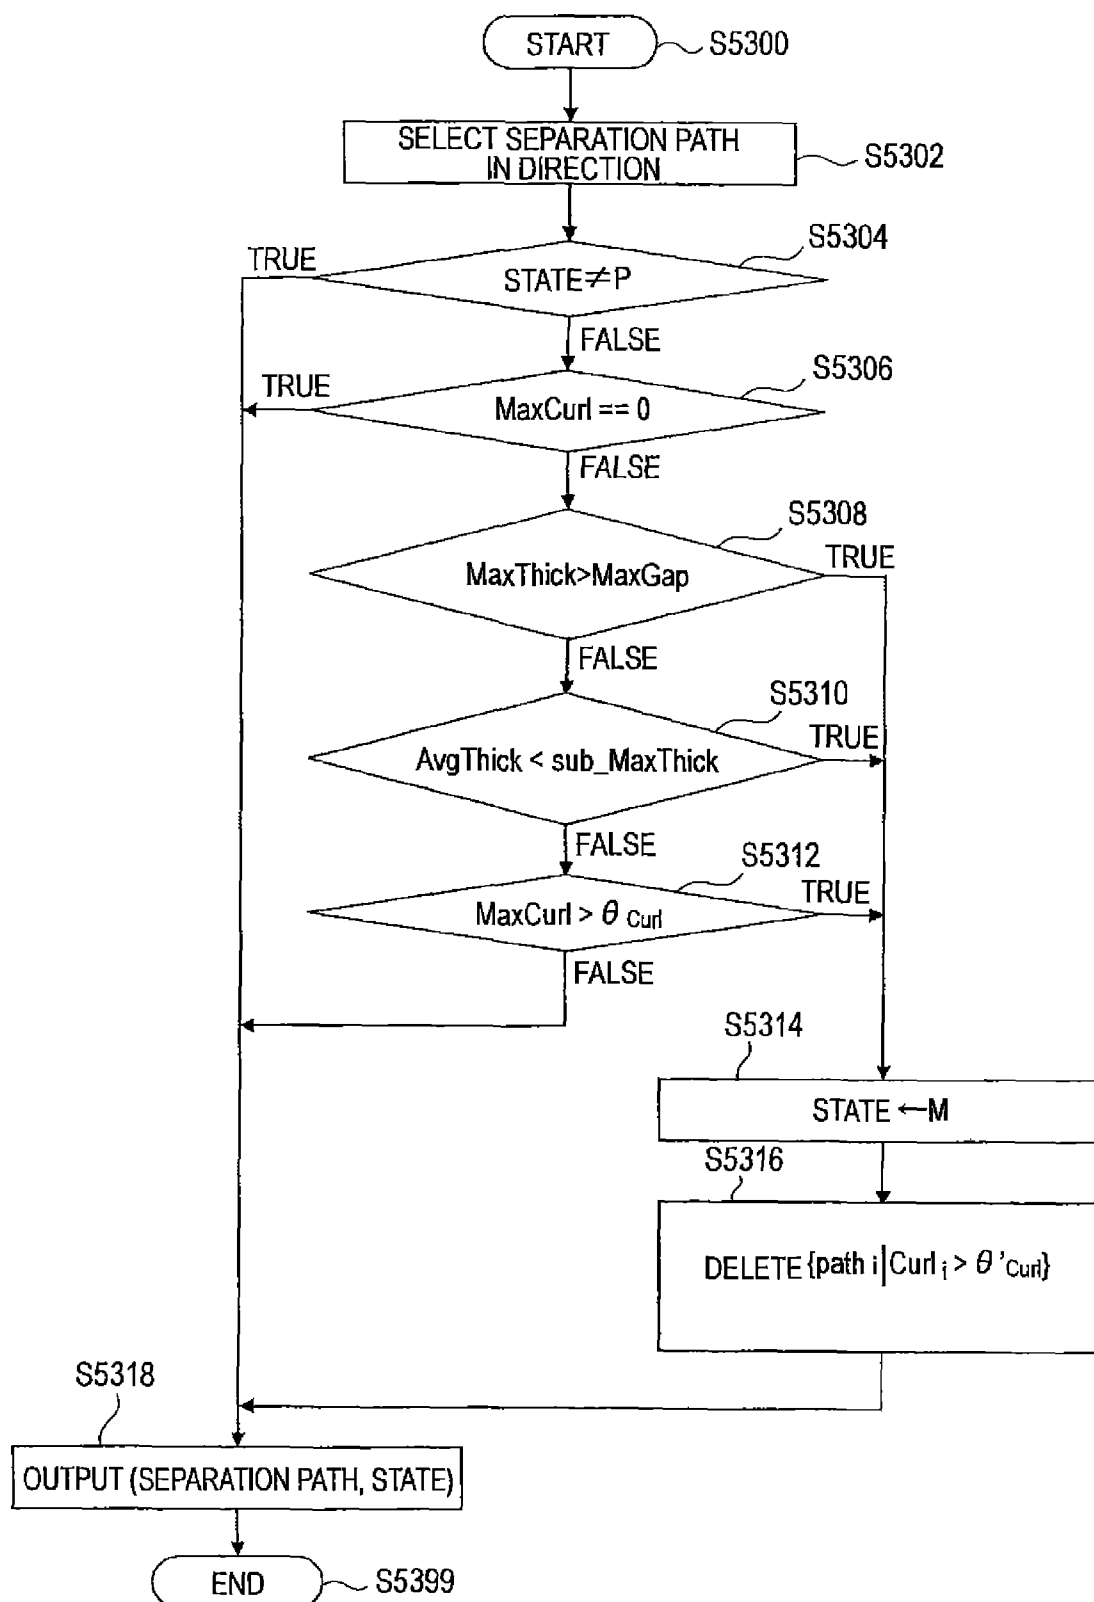 START
S5300
SELECT SEPARATION PATH
IN DIRECTION
S5302
S5304
TRUE
STATE≠P
FALSE
S5306
TRUE
MaxCurl == 0
FALSE
S5308
TRUE
MaxThick>MaxGap
FALSE
S5310
TRUE
AvgThick < sub_MaxThick
FALSE
S5312
TRUE
MaxCurl > θ Curl
FALSE
S5314
STATE ←M
S5316
DELETE {path i|Curl i > θ'Curl}
S5318
OUTPUT (SEPARATION PATH, STATE)
END
S5399